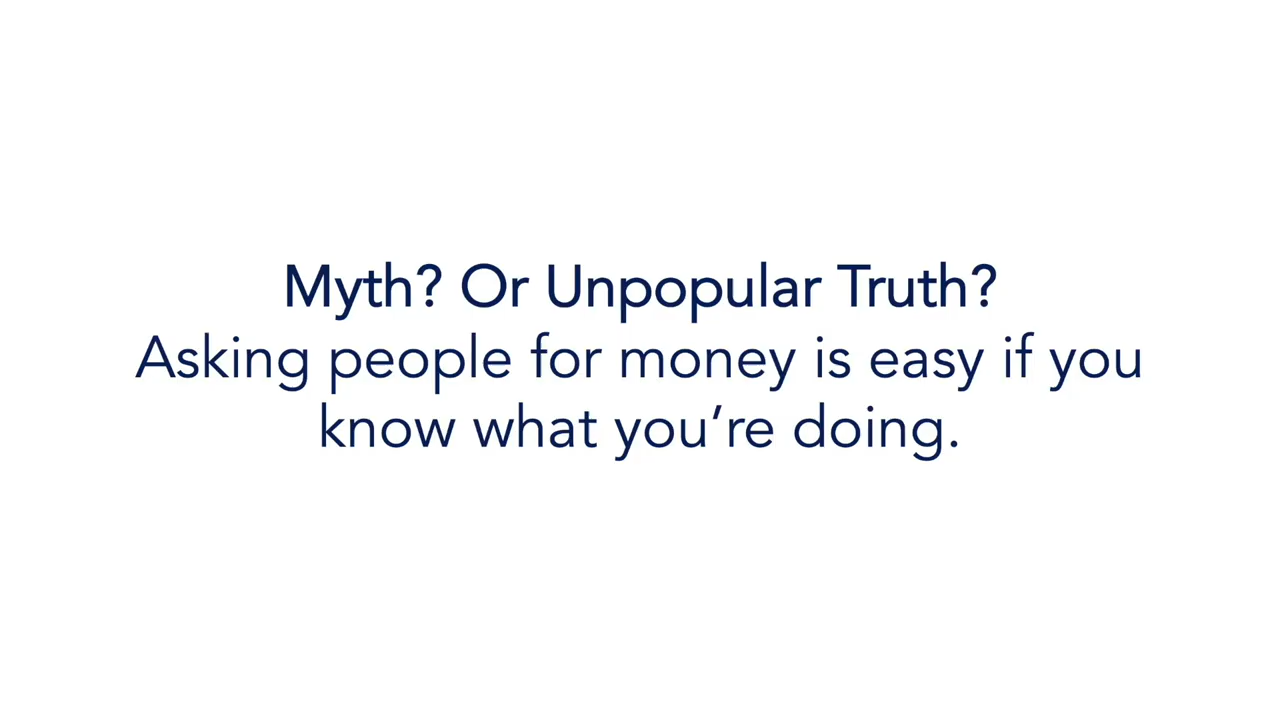 Myth? Or Unpopular Truth?
Asking people for money is easy if you
know what you’re doing.